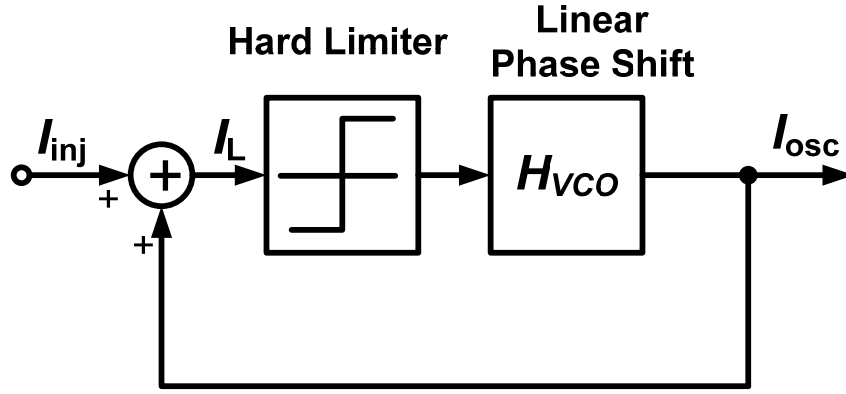 Hard Limiter
Linear
Phase Shift
I_inj
I_L
H_VCO
I_osc
+
+
+